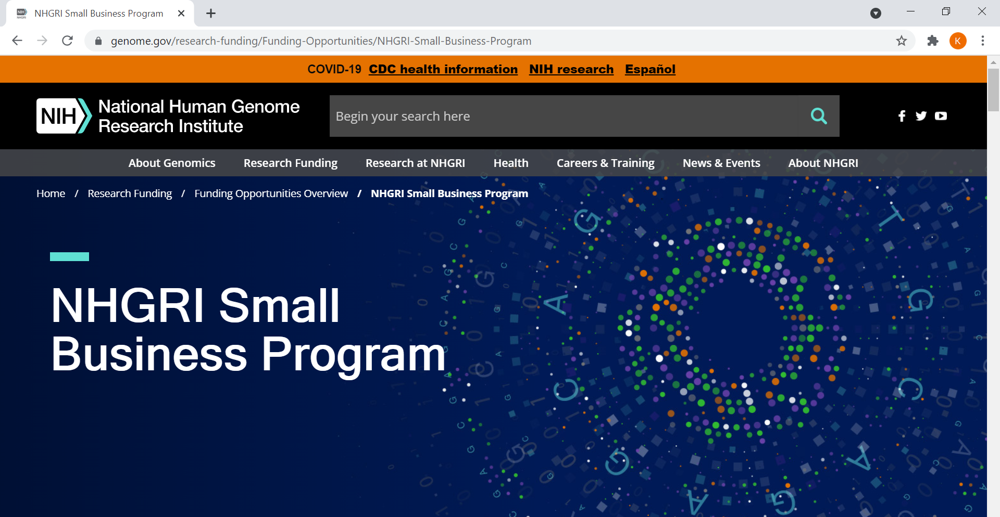 NHGRI Small Business Program
genome.gov/research-funding/Funding-Opportunities/NHGRI-Small-Business-Program
K
COVID-19 CDC health information NIH research Español
NIH National Human Genome
Research Institute
Begin your search here
About Genomics Research Funding Research at NHGRI Health Careers & Training News & Events About NHGRI
Home / Research Funding / Funding Opportunities Overview / NHGRI Small Business Program
NHGRI Small
Business Program